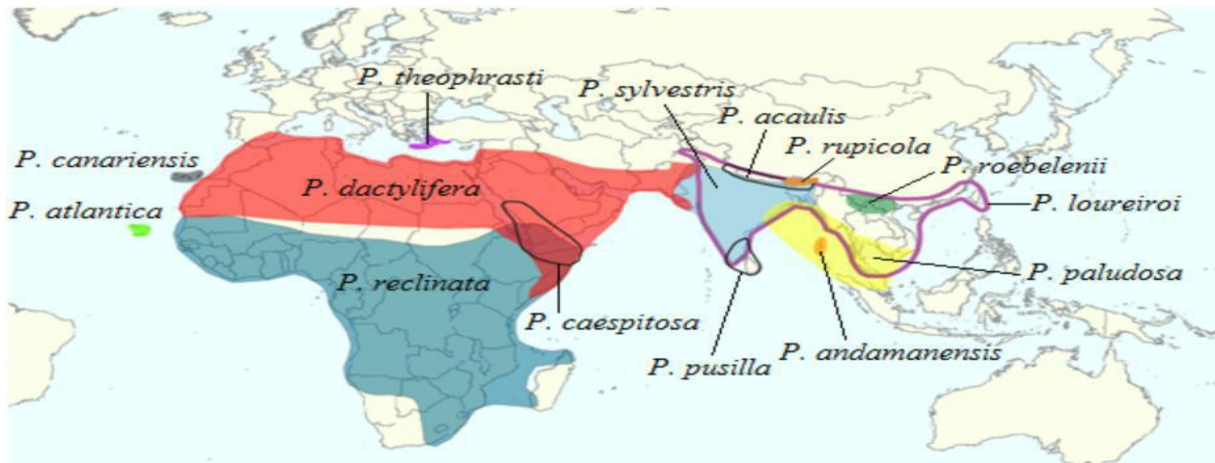 P. theophrasti
P. sylvestris
P. acaulis
P. rupicola
P. canariensis
P. roebelenii
P. dactylifera
P. atlantica
P. loureiroi
P. reclinata
P. paludosa
P. caespitosa
P. andamanensis
P. pusilla